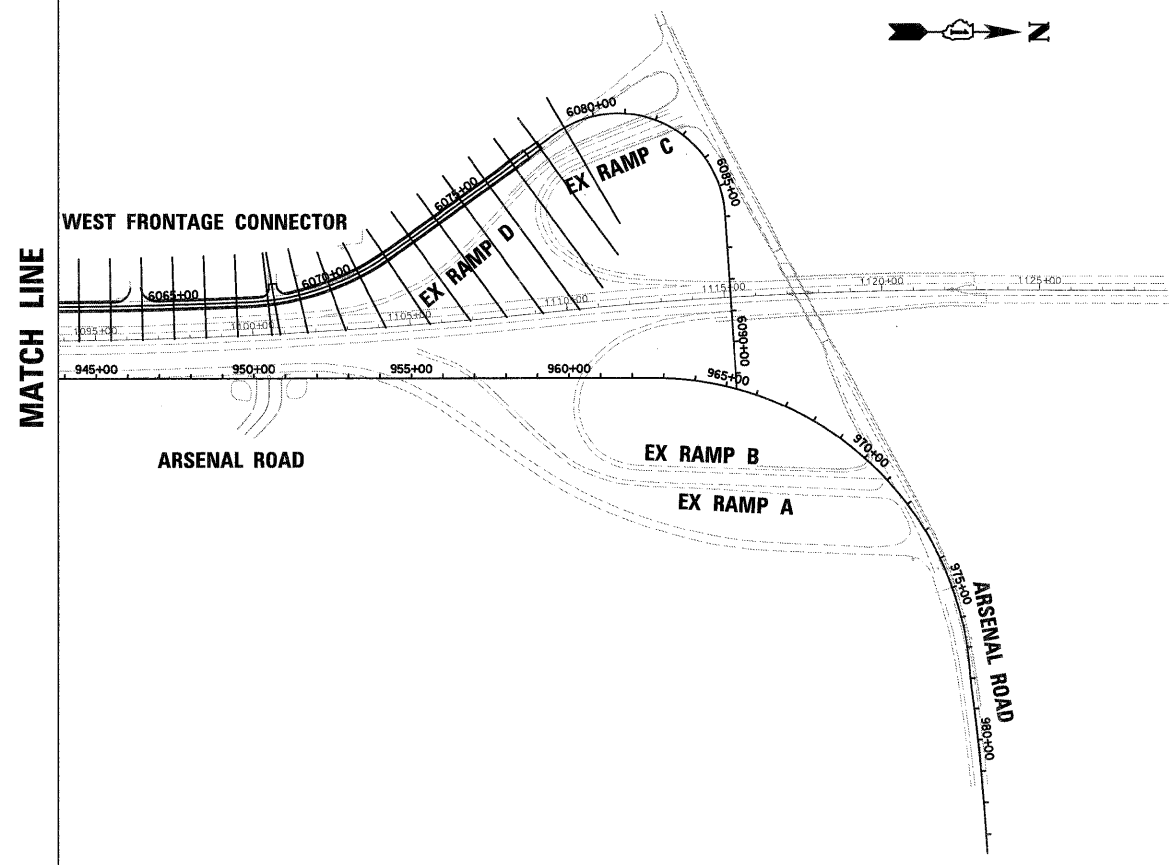 N
6080+00
EX RAMP C
6085+00
6075+00
WEST FRONTAGE CONNECTOR
EX RAMP D
MATCH LINE
6070+00
6065+00
1095+00
1100+00
1105+00
1110+00
1115+00
1120+00
1125+00
6090+00
945+00
950+00
955+00
960+00
965+00
ARSENAL ROAD
EX RAMP B
970+00
EX RAMP A
975+00
ARSENAL ROAD
980+00